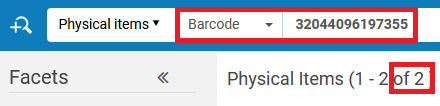 Physical items Barcode 32044096197355
Facets
Physical Items (1 - 2 of 2